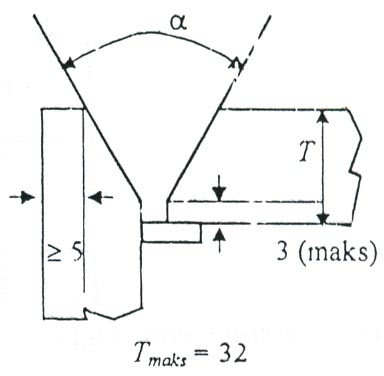 α
T
≥ 5
3 (maks)
T_maks = 32